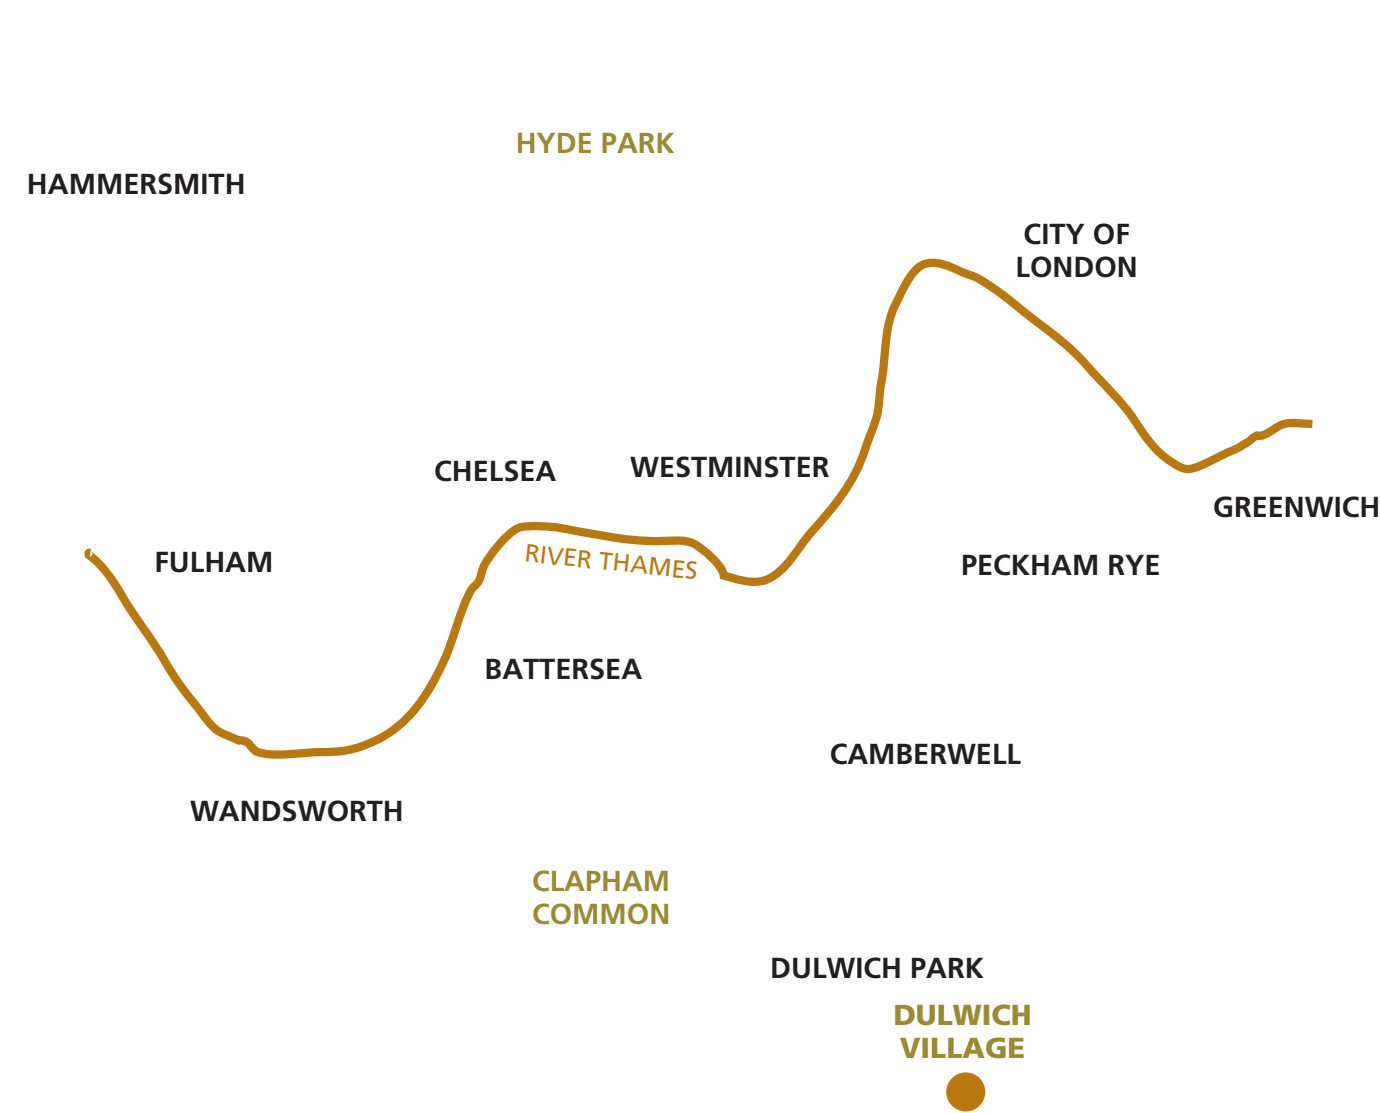 HYDE PARK
HAMMERSMITH
CITY OF
LONDON
WESTMINSTER
CHELSEA
GREENWICH
RIVER THAMES
FULHAM
PECKHAM RYE
BATTERSEA
CAMBERWELL
WANDSWORTH
CLAPHAM
COMMON
DULWICH PARK
DULWICH
VILLAGE